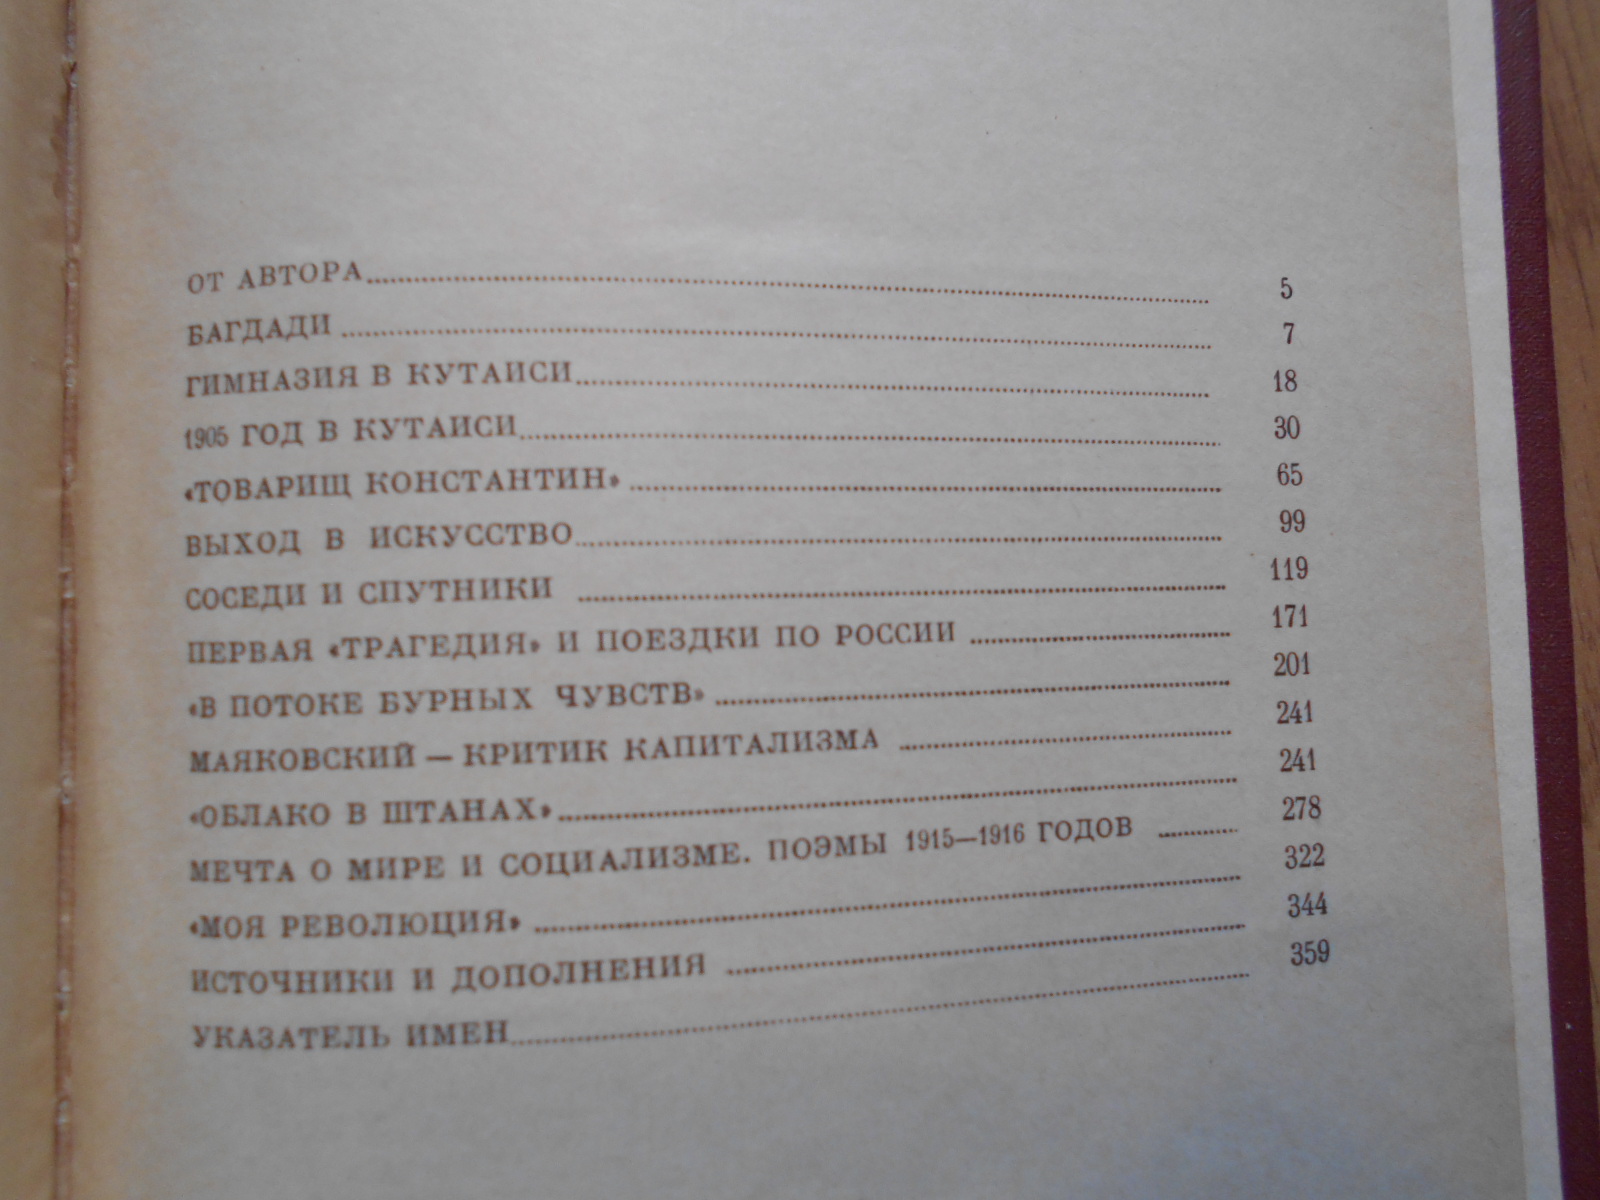 ОТ АВТОРА 5
БАГДАДИ 7
ГИМНАЗИЯ В КУТАИСИ 18
1905 ГОД В КУТАИСИ 30
«ТОВАРИЩ КОНСТАНТИН» 65
ВЫХОД В ИСКУССТВО 99
СОСЕДИ И СПУТНИКИ 119
ПЕРВАЯ «ТРАГЕДИЯ» И ПОЕЗДКИ ПО РОССИИ 171
«В ПОТОКЕ БУРНЫХ ЧУВСТВ» 201
МАЯКОВСКИЙ — КРИТИК КАПИТАЛИЗМА 241
«ОБЛАКО В ШТАНАХ» 241
МЕЧТА О МИРЕ И СОЦИАЛИЗМЕ. ПОЭМЫ 1915—1916 ГОДОВ 278
«МОЯ РЕВОЛЮЦИЯ» 322
ИСТОЧНИКИ И ДОПОЛНЕНИЯ 344
УКАЗАТЕЛЬ ИМЕН 359